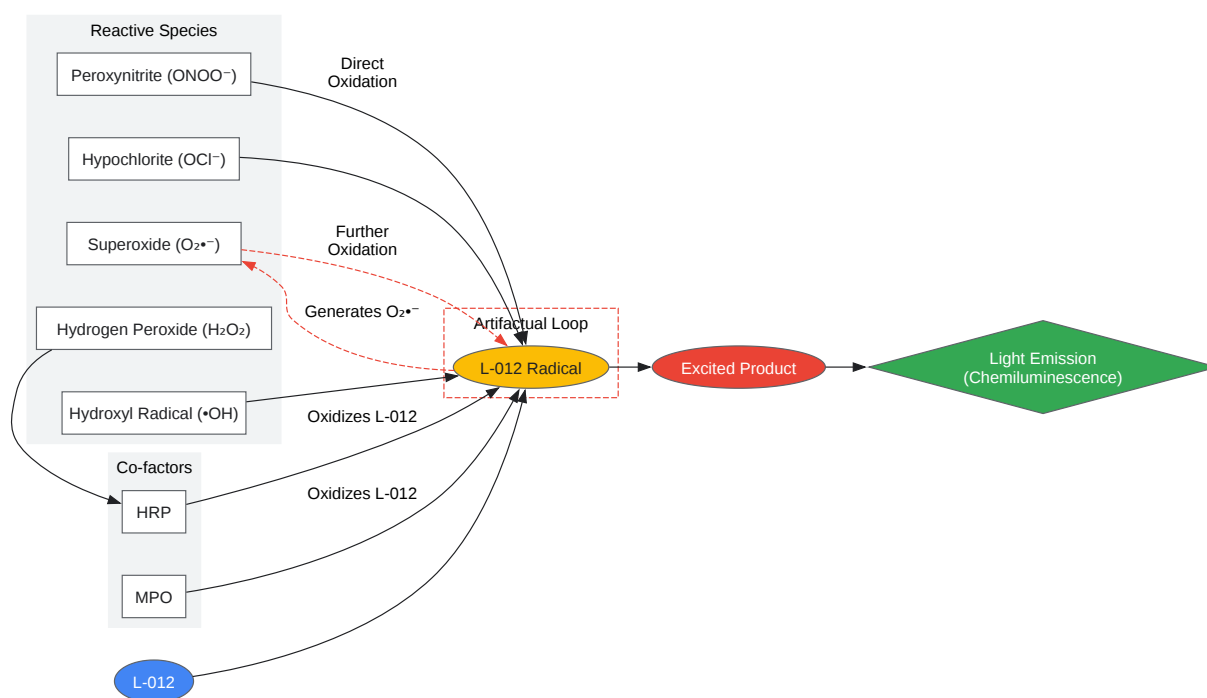 Reactive Species
Peroxynitrite (ONOO⁻)
Hypochlorite (OCl⁻)
Superoxide (O₂•⁻)
Hydrogen Peroxide (H₂O₂)
Hydroxyl Radical (•OH)
Direct
Oxidation
Further
Oxidation
Generates O₂•⁻
Artifactual Loop
L-012 Radical
Excited Product
Light Emission
(Chemiluminescence)
Oxidizes L-012
Co-factors
HRP
Oxidizes L-012
MPO
L-012